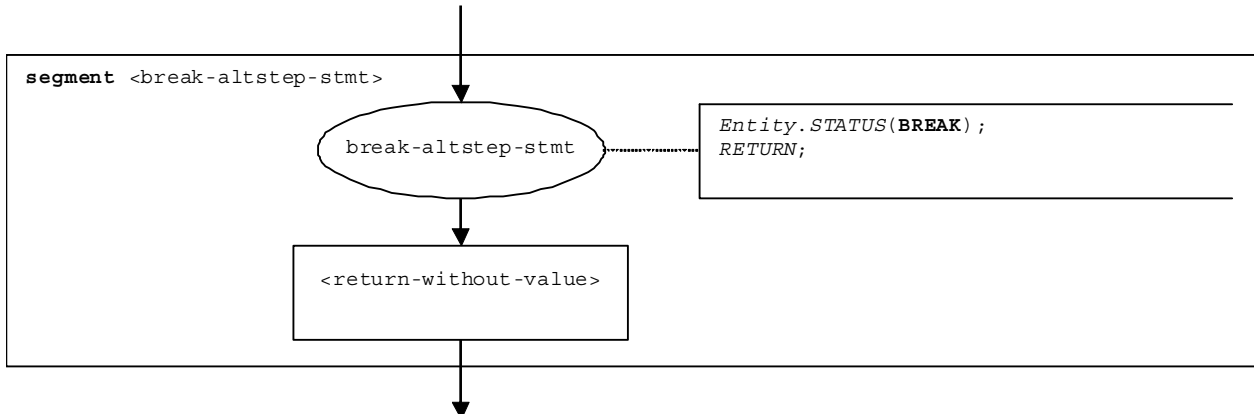 segment <break-altstep-stmt>
break-altstep-stmt
Entity.STATUS(BREAK);
RETURN;
<return-without-value>